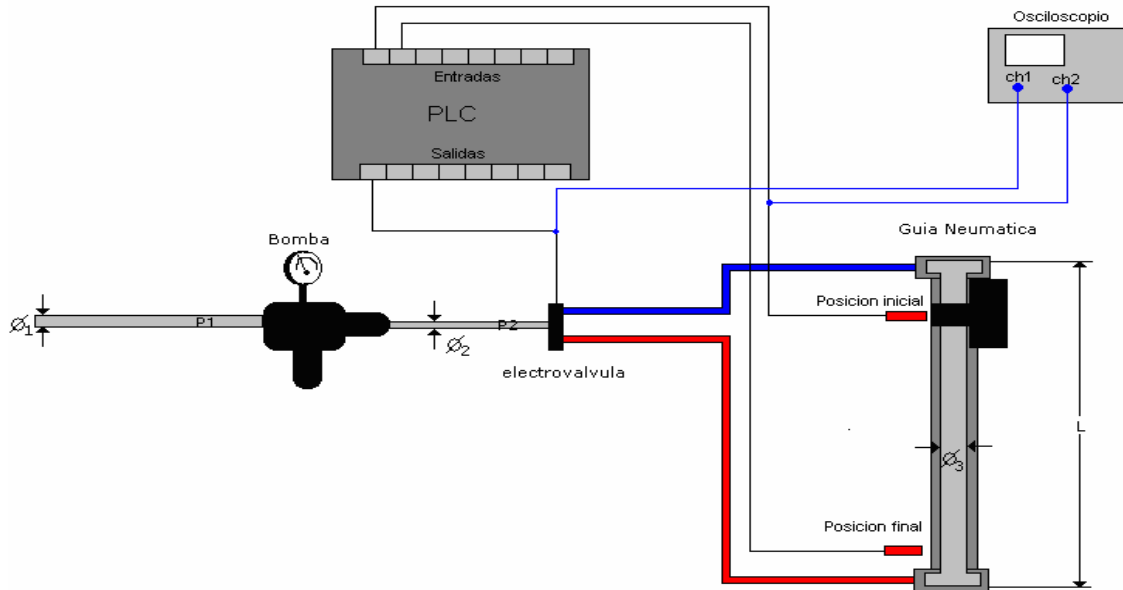 Osciloscopio
ch1 ch2
Entradas
PLC
Salidas
Guia Neumatica
Bomba
Posicion inicial
Ø1
P1
P2
Ø2
electrovalvula
L
Ø3
Posicion final